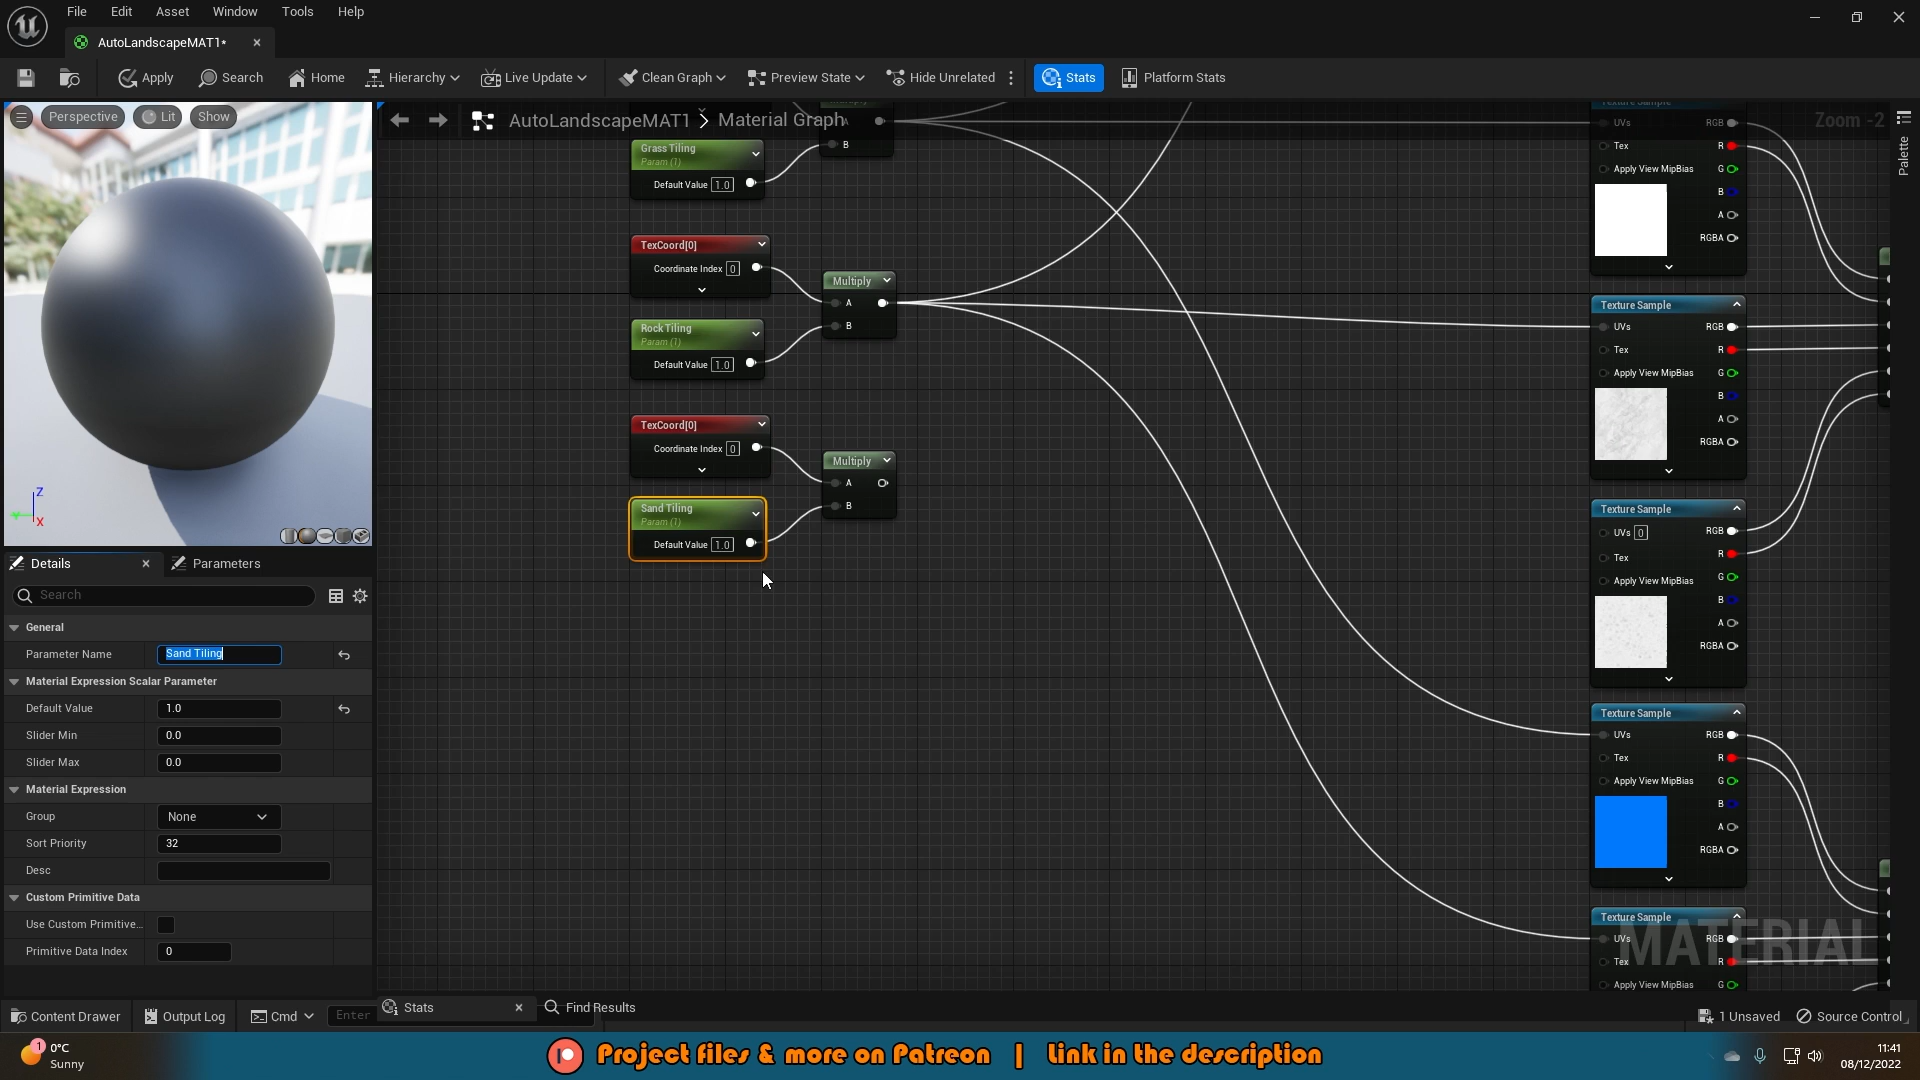 File Edit Asset Window Tools Help
AutoLandscapeMAT1*
Apply Search Home Hierarchy Live Update Clean Graph Preview State Hide Unrelated Stats Platform Stats
Perspective Lit Show
AutoLandscapeMAT1 > Material Graph
Zoom -2
Palette
Grass Tiling
Param (1)
Default Value 1.0
A
B
TexCoord[0]
Coordinate Index 0
Multiply
A
B
Rock Tiling
Param (1)
Default Value 1.0
TexCoord[0]
Coordinate Index 0
Multiply
A
B
Sand Tiling
Param (1)
Default Value 1.0
Texture Sample
UVs RGB
Tex R
Apply View MipBias G
B
A
RGBA
Texture Sample
UVs RGB
Tex R
Apply View MipBias G
B
A
RGBA
Texture Sample
UVs 0 RGB
Tex R
Apply View MipBias G
B
A
RGBA
Texture Sample
UVs RGB
Tex R
Apply View MipBias G
B
A
RGBA
Texture Sample
UVs RGB
Tex R
Apply View MipBias G
MATERIAL
Z
Y
X
Details Parameters
Search
General
Parameter Name Sand Tiling
Material Expression Scalar Parameter
Default Value 1.0
Slider Min 0.0
Slider Max 0.0
Material Expression
Group None
Sort Priority 32
Desc
Custom Primitive Data
Use Custom Primitive...
Primitive Data Index 0
Stats Find Results
Content Drawer Output Log Cmd Enter
1 Unsaved Source Control
1
0°C
Sunny
Project files & more on Patreon | Link in the description
11:41
08/12/2022